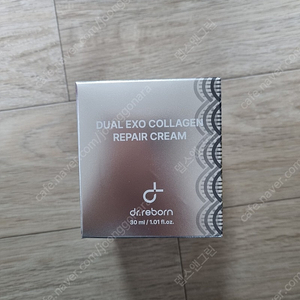 DUAL EXO COLLAGEN
REPAIR CREAM
dr.reborn
30 ml / 1.01 fl.oz.